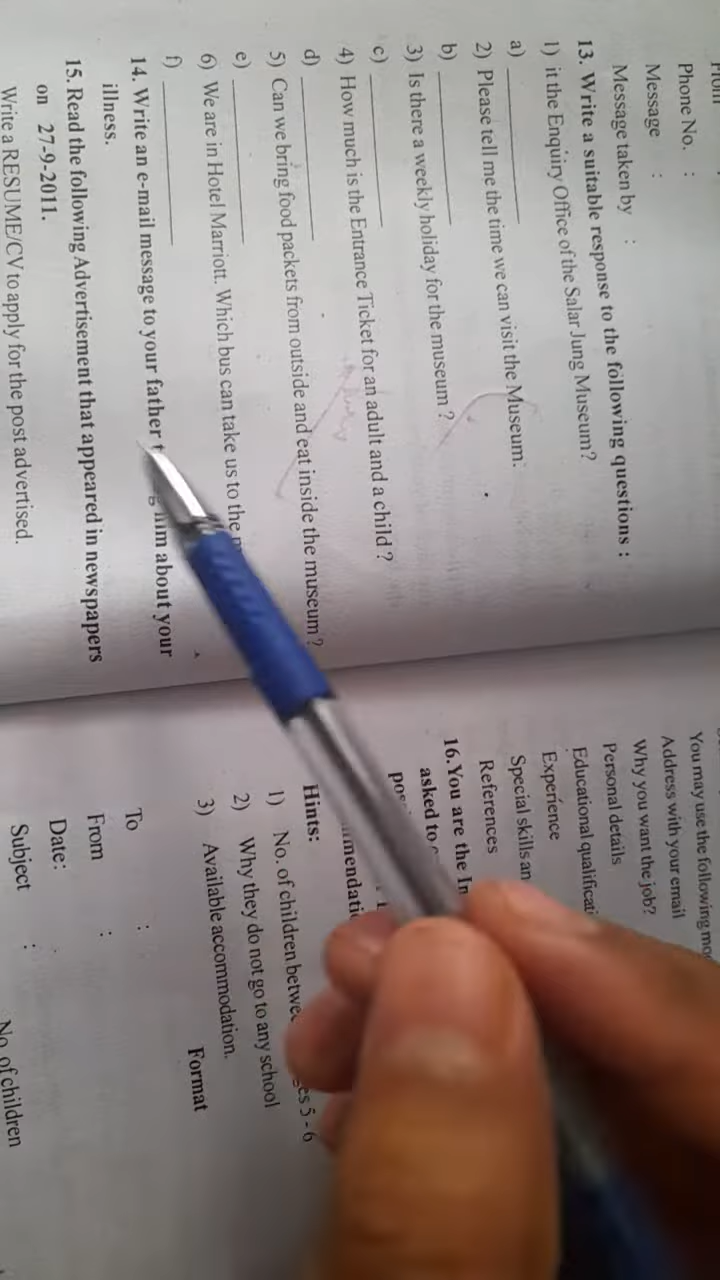 From
Phone No. :
Message :
Message taken by :
13. Write a suitable response to the following questions :
1) it the Enquiry Office of the Salar Jung Museum?
a)
2) Please tell me the time we can visit the Museum.
b)
3) Is there a weekly holiday for the museum ?
c)
4) How much is the Entrance Ticket for an adult and a child ?
d)
5) Can we bring food packets from outside and eat inside the museum ?
e)
6) We are in Hotel Marriott. Which bus can take us to the
f)
14. Write an e-mail message to your father him about your
illness.
15. Read the following Advertisement that appeared in newspapers
on 27-9-2011.
Write a RESUME/CV to apply for the post advertised.
You may use the following
Address with your email
Why you want the job?
Personal details
Educational
Experience
Special skills
References
16. You are the
asked to
Hints:
1) No. of children 5 - 6
2) Why they do not go to any school
3) Available accommodation.
Format
To :
From :
Date:
Subject :
No. of children